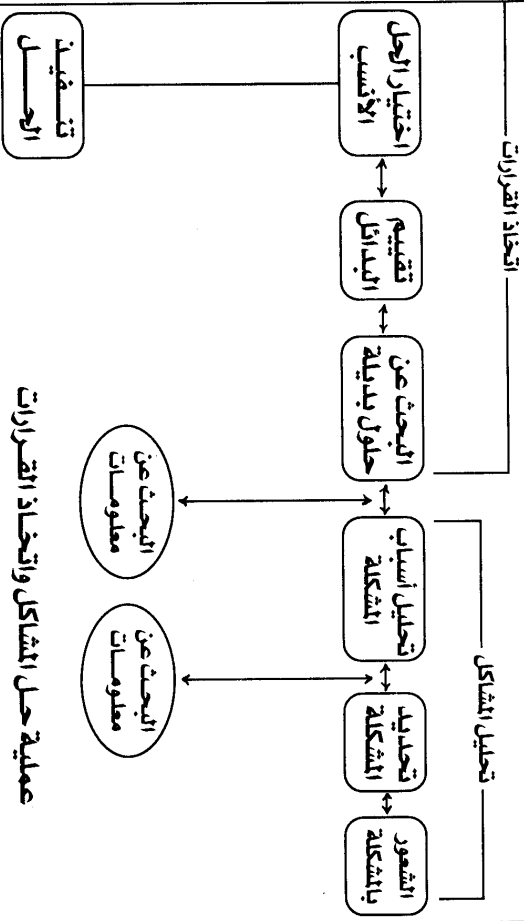 تحليل المشاكل
اتخاذ القرارات
الشعور
بالمشكلة
تحديد
المشكلة
تحليل أسباب
المشكلة
البحث عن
حلول بديلة
تقييم
البدائل
اختيار الحل
الأنسب
البحث عن
معلومات
البحث عن
معلومات
تنفيذ
الحل
عملية حل المشاكل واتخاذ القرارات